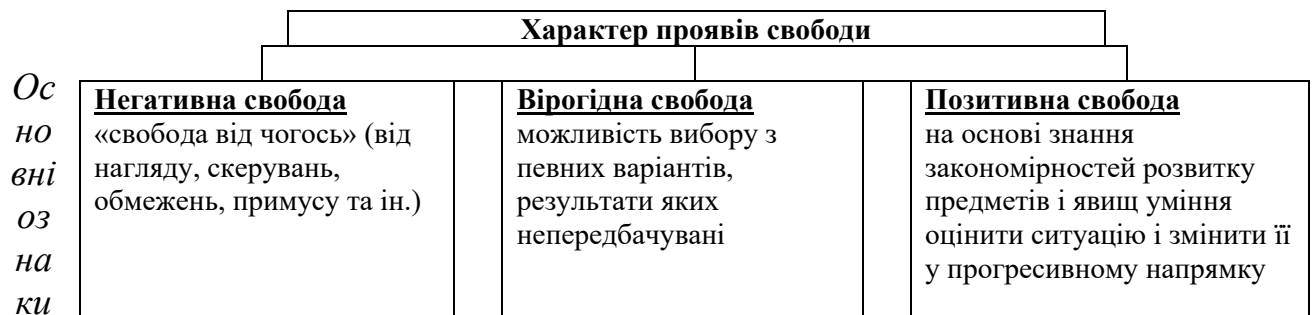 Характер проявів свободи
Ос
но
вні
оз
на
ки
Негативна свобода
«свобода від чогось» (від
нагляду, скерувань,
обмежень, примусу та ін.)
Вірогідна свобода
можливість вибору з
певних варіантів,
результати яких
непередбачувані
Позитивна свобода
на основі знання
закономірностей розвитку
предметів і явищ уміння
оцінити ситуацію і змінити її
у прогресивному напрямку